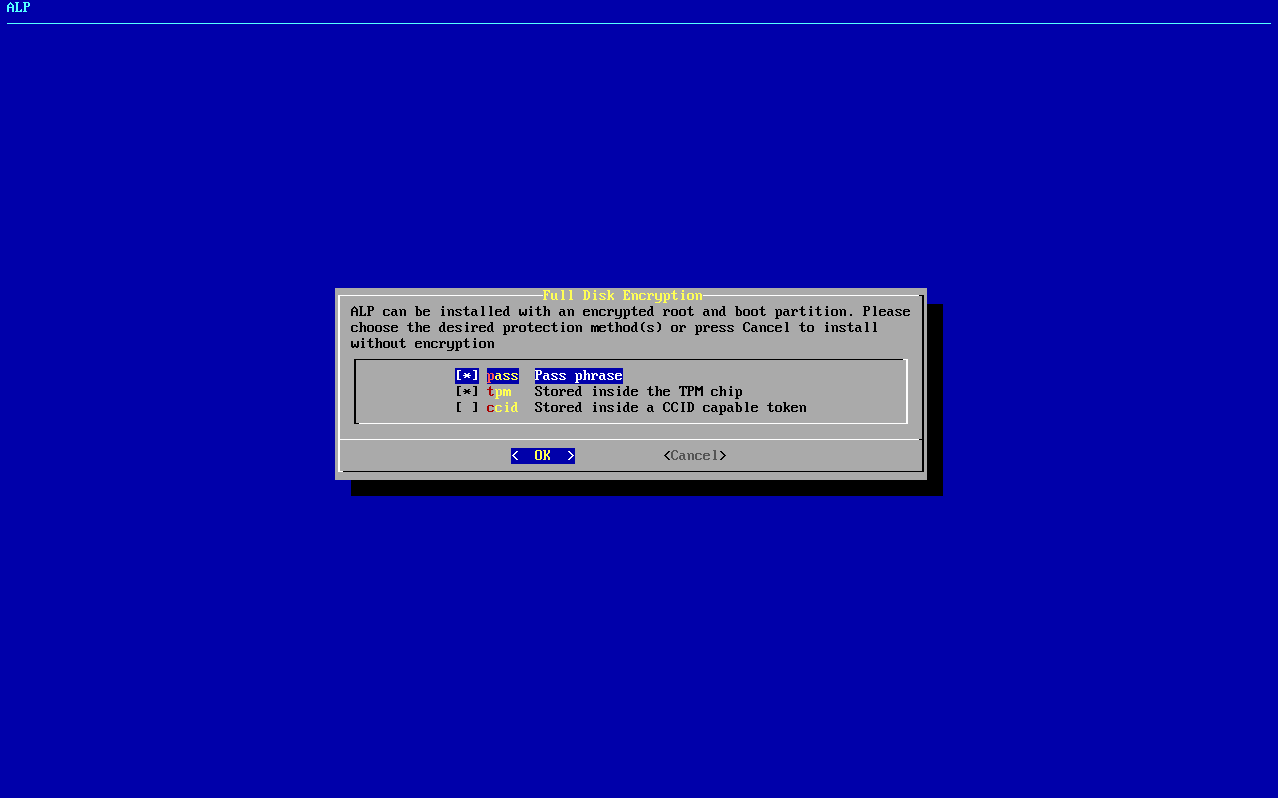 ALP
Full Disk Encryption
ALP can be installed with an encrypted root and boot partition. Please
choose the desired protection method(s) or press Cancel to install
without encryption
[*] pass  Pass phrase
[*] tpm   Stored inside the TPM chip
[ ] ccid  Stored inside a CCID capable token
<  OK  > <Cancel>